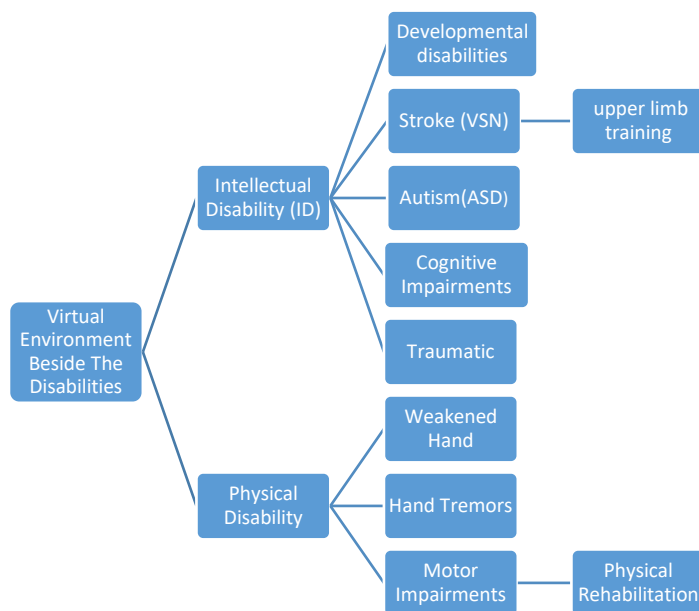 Developmental
disabilities
Stroke (VSN)
upper limb
training
Intellectual
Disability (ID)
Autism(ASD)
Cognitive
Impairments
Virtual
Environment
Beside The
Disabilities
Traumatic
Weakened
Hand
Physical
Disability
Hand Tremors
Motor
Impairments
Physical
Rehabilitation